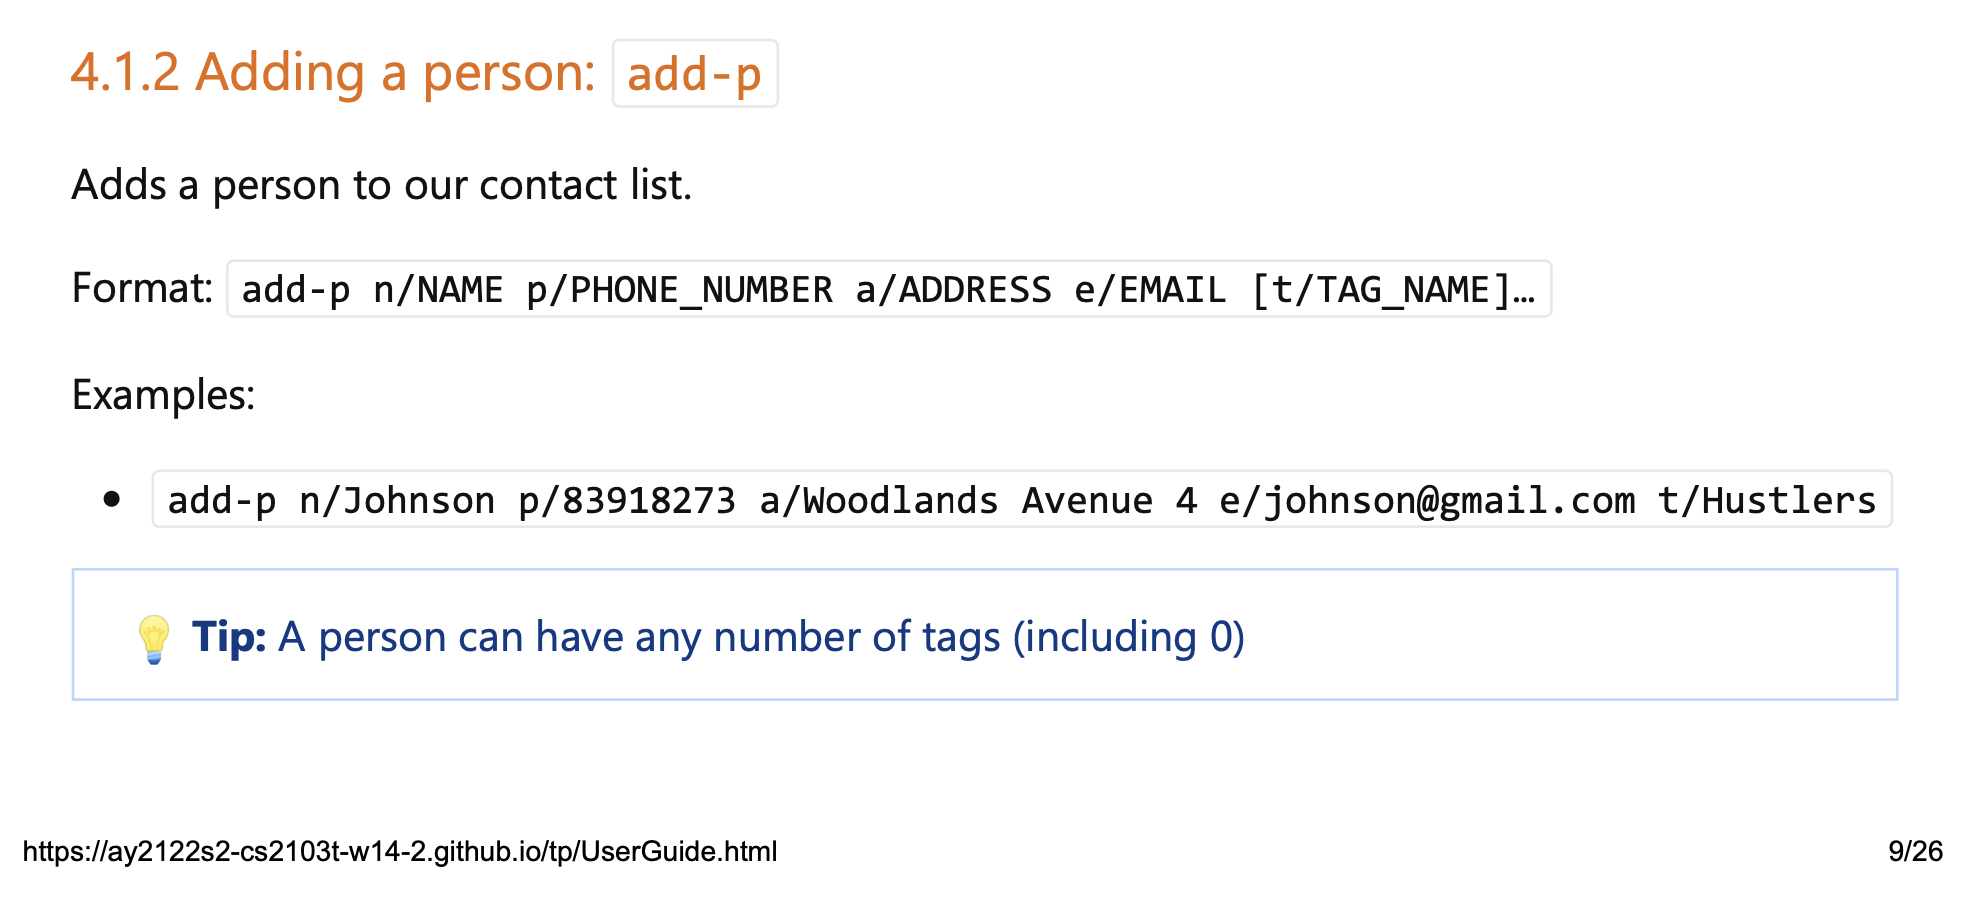 4.1.2 Adding a person: add-p
Adds a person to our contact list.
Format: add-p n/NAME p/PHONE_NUMBER a/ADDRESS e/EMAIL [t/TAG_NAME]…
Examples:
• add-p n/Johnson p/83918273 a/Woodlands Avenue 4 e/johnson@gmail.com t/Hustlers
💡 Tip: A person can have any number of tags (including 0)
https://ay2122s2-cs2103t-w14-2.github.io/tp/UserGuide.html 9/26